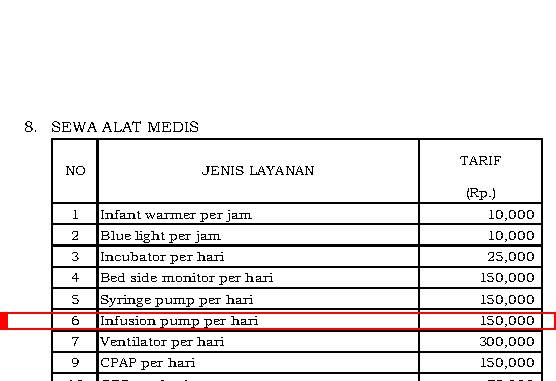 8. SEWA ALAT MEDIS
NO JENIS LAYANAN TARIF (Rp.)
1 Infant warmer per jam 10,000
2 Blue light per jam 10,000
3 Incubator per hari 25,000
4 Bed side monitor per hari 150,000
5 Syringe pump per hari 150,000
6 Infusion pump per hari 150,000
7 Ventilator per hari 300,000
9 CPAP per hari 150,000